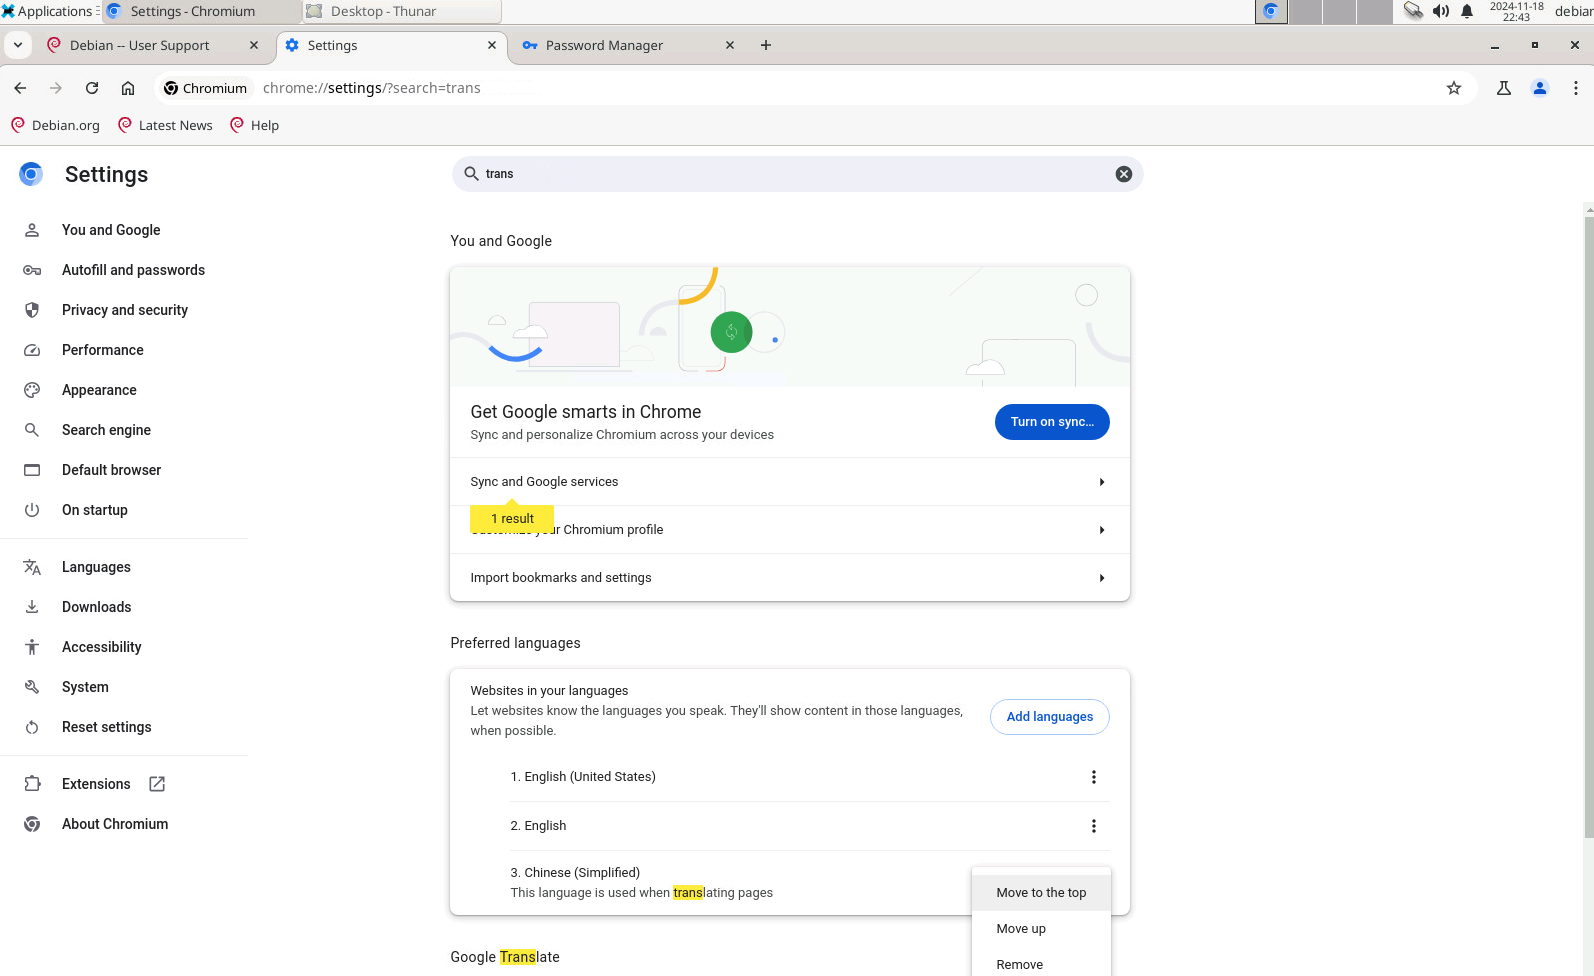 Applications
Settings - Chromium
Desktop - Thunar
2024-11-18
22:43
debian
Debian -- User Support
Settings
Password Manager
Chromium
chrome://settings/?search=trans
Debian.org
Latest News
Help
Settings
trans
You and Google
Autofill and passwords
Privacy and security
Performance
Appearance
Search engine
Default browser
On startup
Languages
Downloads
Accessibility
System
Reset settings
Extensions
About Chromium
You and Google
Get Google smarts in Chrome
Sync and personalize Chromium across your devices
Turn on sync...
Sync and Google services
1 result
Customize your Chromium profile
Import bookmarks and settings
Preferred languages
Websites in your languages
Let websites know the languages you speak. They'll show content in those languages,
when possible.
Add languages
1. English (United States)
2. English
3. Chinese (Simplified)
This language is used when translating pages
Move to the top
Move up
Remove
Google Translate